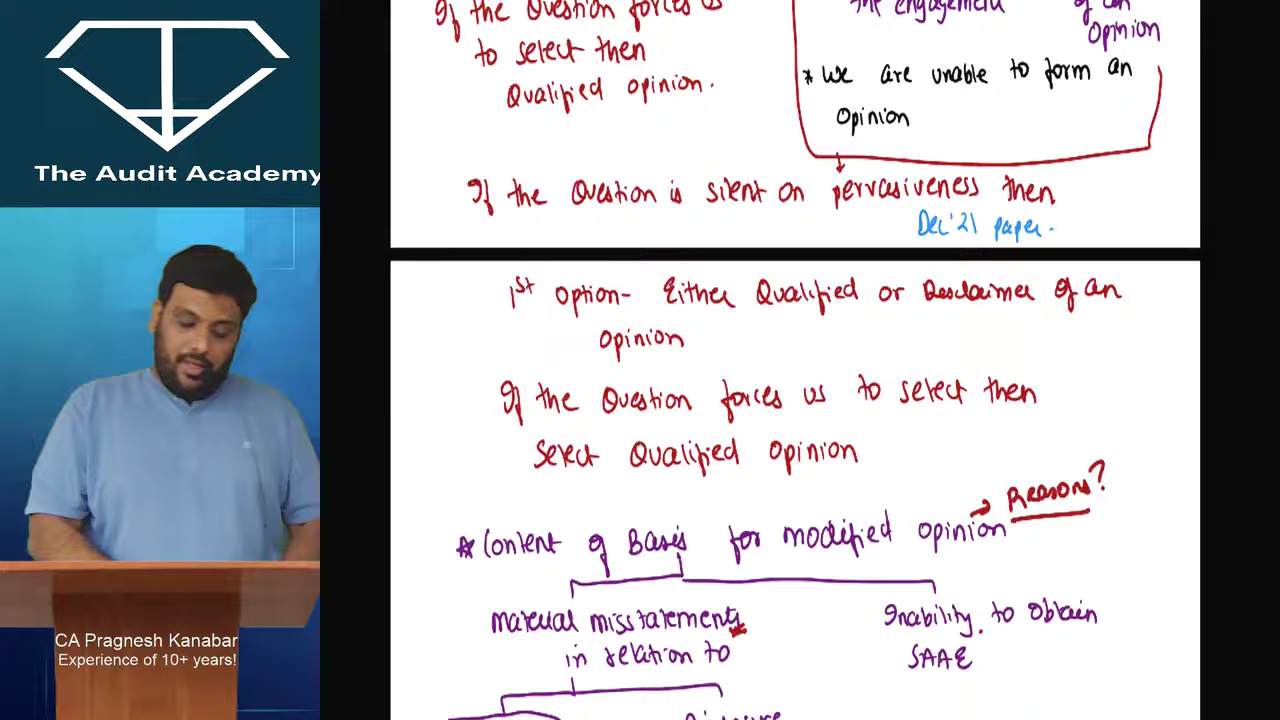 The Audit Academy
CA Pragnesh Kanabar
Experience of 10+ years!
If the Question forces us
to select then
Qualified opinion.
the engagement of an
Opinion
* We are unable to form an
Opinion
If the Question is silent on pervasiveness then
Dec'21 paper.
1st Option- Either Qualified or Desclaimer of an
Opinion
If the Question forces us to select then
Select Qualified Opinion
→ Reasons?
* Content of Basis for modified opinion
material misstatements
in relation to
Inability to Obtain
SAAE